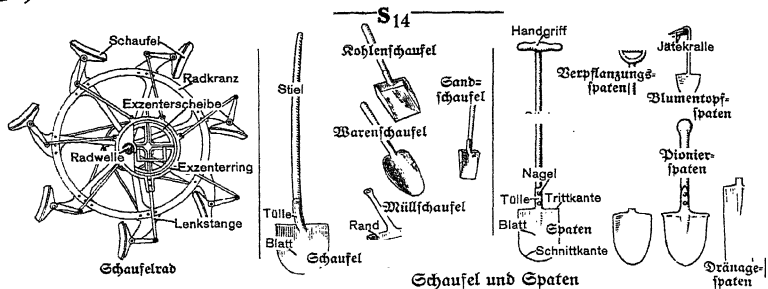 S 14
Schaufel
Radkranz
Exzenterscheibe
Radwelle
Exzenterring
Lenkstange
Schaufelrad
Stiel
Tülle
Blatt
Schaufel
Kohlenschaufel
Sand-
schaufel
Warenschaufel
Müllschaufel
Rand
Handgriff
Nagel
Tülle
Trittkante
Blatt
Spaten
Schnittkante
Verpflanzungs-
spaten
Jätekralle
Blumentopf-
spaten
Pionier-
spaten
Dränage-
spaten
Schaufel und Spaten